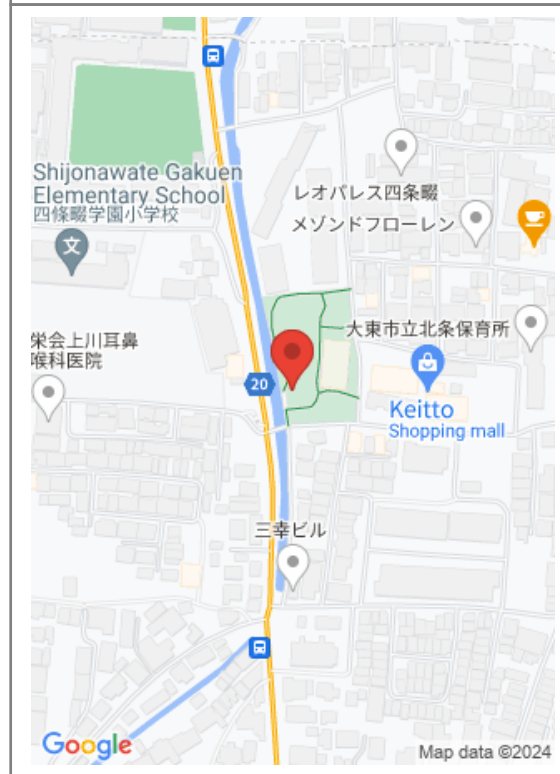 Shijonawate Gakuen
Elementary School
四條畷学園小学校
文
レオパレス四条畷
メゾンドフローレン
大東市立北条保育所
栄会上川耳鼻
喉科医院
20
Keitto
Shopping mall
三幸ビル
Google
Map data ©2024